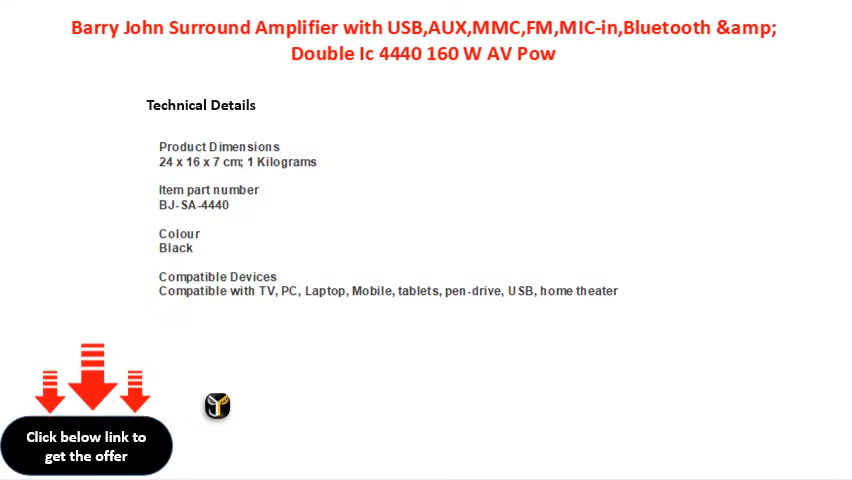 Barry John Surround Amplifier with USB,AUX,MMC,FM,MIC-in,Bluetooth &amp;
Double Ic 4440 160 W AV Pow
Technical Details
Product Dimensions
24 x 16 x 7 cm; 1 Kilograms
Item part number
BJ-SA-4440
Colour
Black
Compatible Devices
Compatible with TV, PC, Laptop, Mobile, tablets, pen-drive, USB, home theater
Click below link to
get the offer